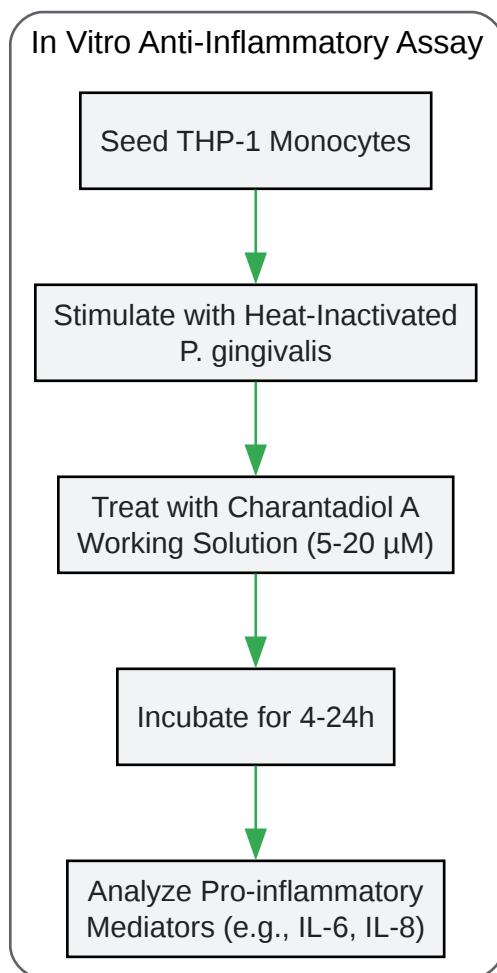 In Vitro Anti-Inflammatory Assay
Seed THP-1 Monocytes
Stimulate with Heat-Inactivated
P. gingivalis
Treat with Charantadiol A
Working Solution (5-20 µM)
Incubate for 4-24h
Analyze Pro-inflammatory
Mediators (e.g., IL-6, IL-8)